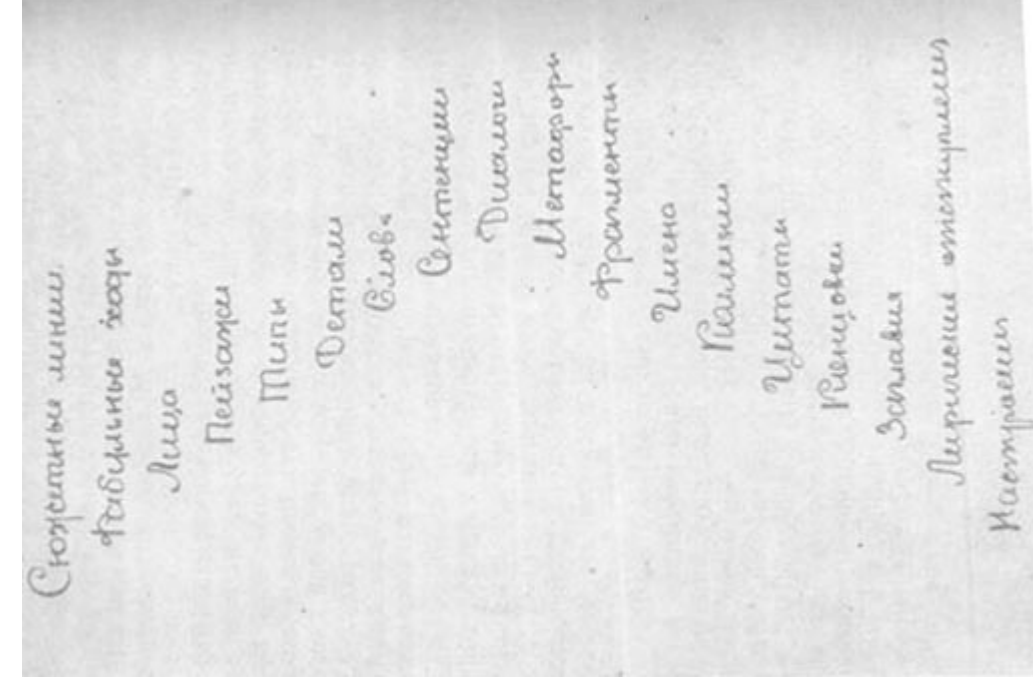 Сюжетные линии
Фабульные ходы
Лица
Пейзажи
Типы
Детали
Слова
Сентенции
Диалоги
Метафоры
Фрагменты
Имена
Цитаты
Концовки
Заглавия
Лирические отступления
Настроения